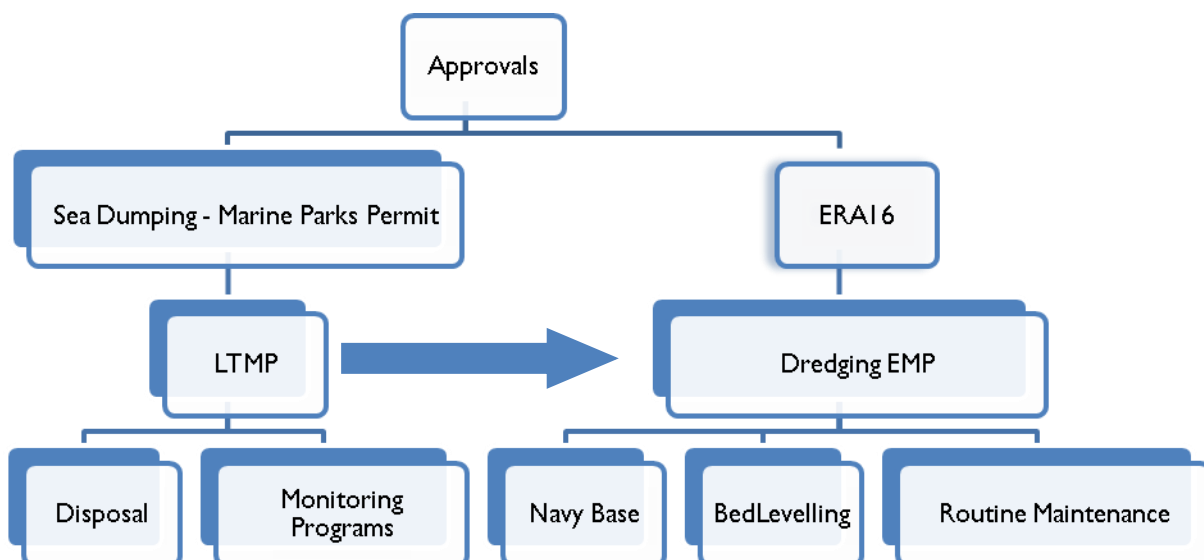 Approvals
Sea Dumping - Marine Parks Permit
ERA16
LTMP
Dredging EMP
Disposal
Monitoring
Programs
Navy Base
BedLevelling
Routine Maintenance